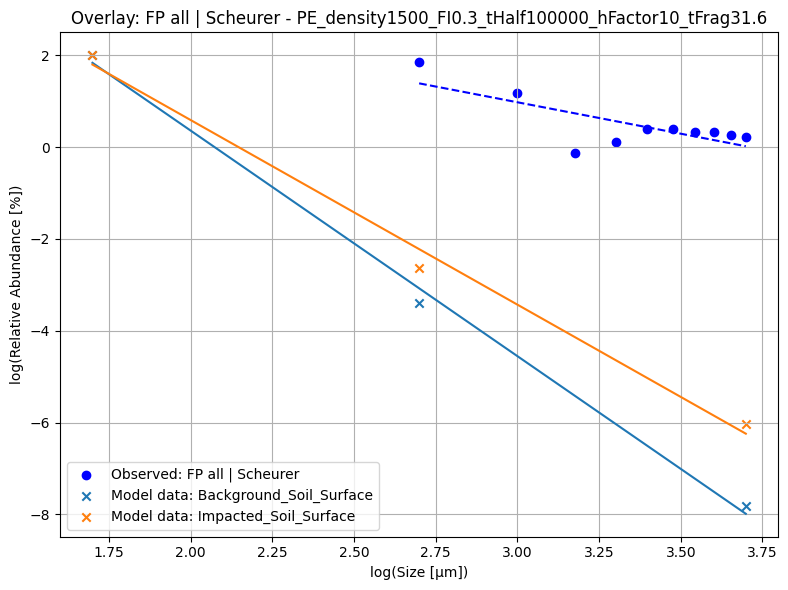 Overlay: FP all | Scheurer - PE_density1500_FI0.3_tHalf100000_hFactor10_tFrag31.6
log(Relative Abundance [%])
2
0
−2
−4
−6
−8
Observed: FP all | Scheurer
Model data: Background_Soil_Surface
Model data: Impacted_Soil_Surface
1.75 2.00 2.25 2.50 2.75 3.00 3.25 3.50 3.75
log(Size [μm])